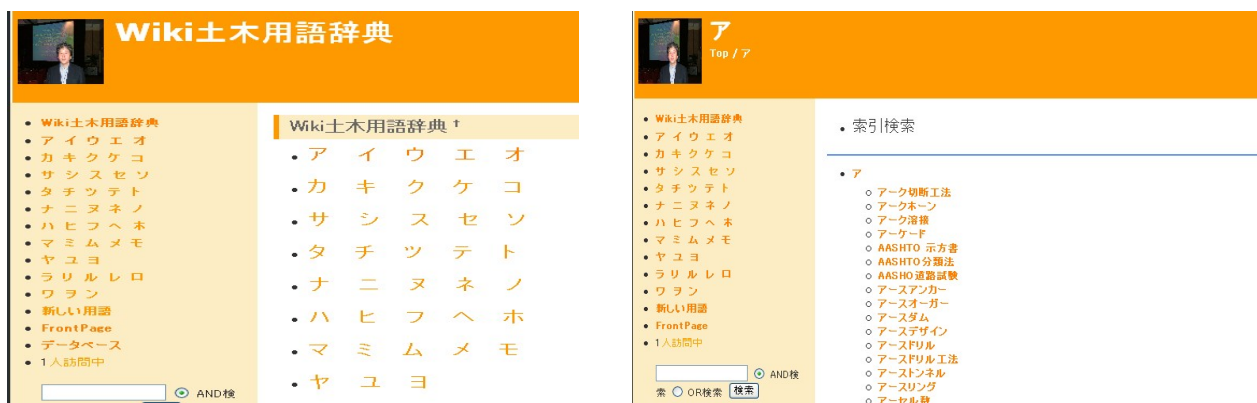 Wiki土木用語辞典
Wiki土木用語辞典
ア イ ウ エ オ
カ キ ク ケ コ
サ シ ス セ ソ
タ チ ツ テ ト
ナ ニ ヌ ネ ノ
ハ ヒ フ ヘ ホ
マ ミ ム メ モ
ヤ ユ ヨ
ラ リ ル レ ロ
ワ ヲ ン
新しい用語
FrontPage
データベース
1人訪問中
AND検
Wiki土木用語辞典 †
ア イ ウ エ オ
カ キ ク ケ コ
サ シ ス セ ソ
タ チ ツ テ ト
ナ ニ ヌ ネ ノ
ハ ヒ フ ヘ ホ
マ ミ ム メ モ
ヤ ユ ヨ
ア
Top / ア
Wiki土木用語辞典
ア イ ウ エ オ
カ キ ク ケ コ
サ シ ス セ ソ
タ チ ツ テ ト
ナ ニ ヌ ネ ノ
ハ ヒ フ ヘ ホ
マ ミ ム メ モ
ヤ ユ ヨ
ラ リ ル レ ロ
ワ ヲ ン
新しい用語
FrontPage
1人訪問中
AND検
索 OR検索 検索
索引検索
ア
アーク切断工法
アークホーン
アーク溶接
アーケード
AASHTO 示方書
AASHTO分類法
AASHO道路試験
アースアンカー
アースオーガー
アースダム
アースデザイン
アースドリル
アースドリル工法
アーストンネル
アースリング